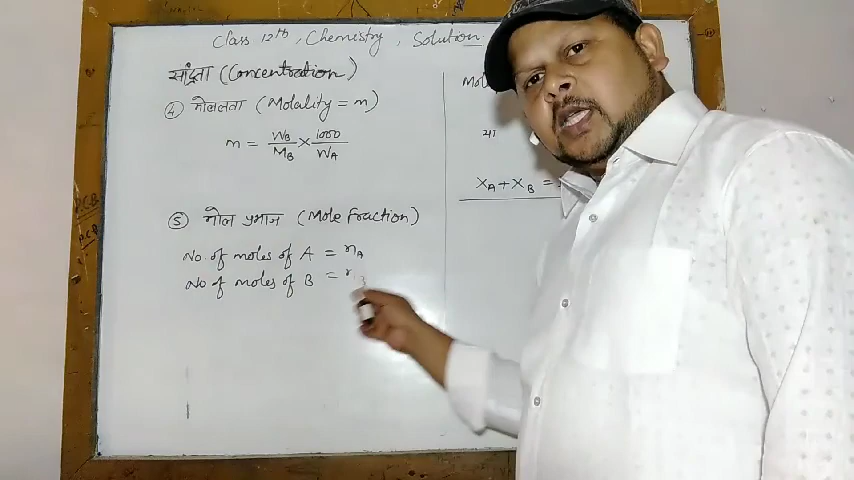 Class 12th, Chemistry, Solution
सांद्रता (Concentration)
④ मोललता (Molality = m)
m = W_B/M_B × 1000/W_A
⑤ मोल प्रभाज (Mole fraction)
No. of moles of A = n_A
No of moles of B =
Mol
या
X_A + X_B =
P.C.B
P.C.B